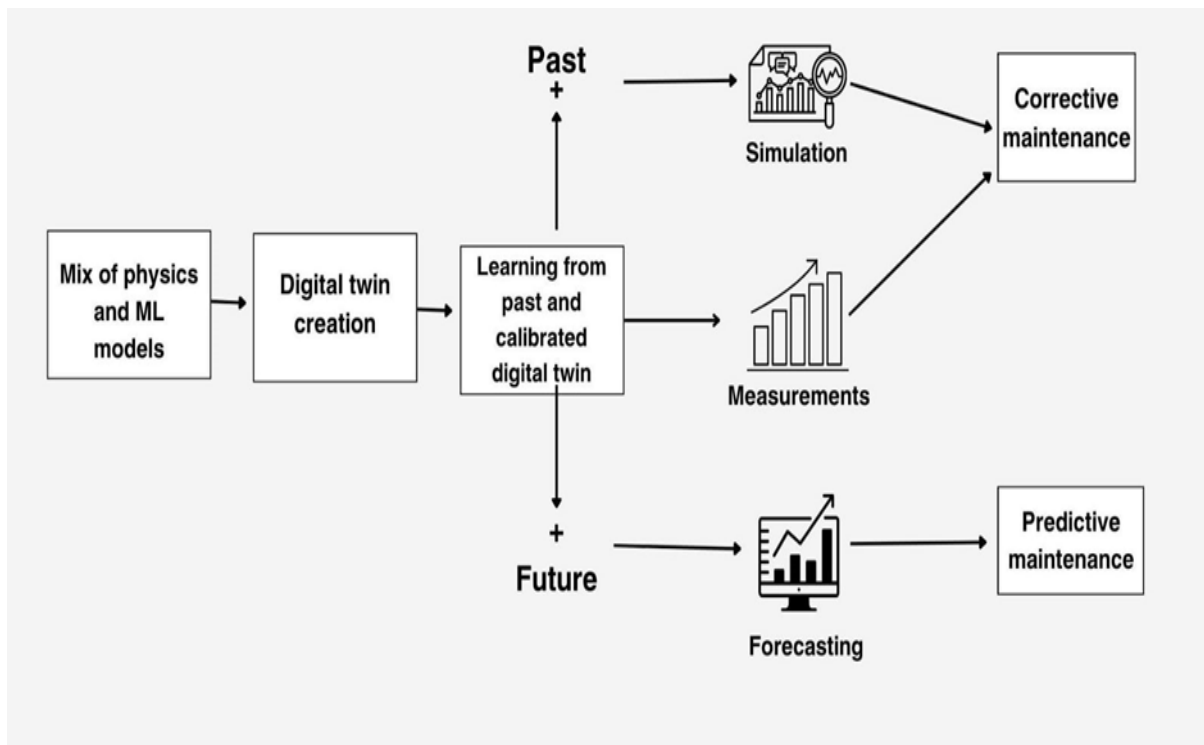 Past
+
Simulation
Corrective
maintenance
Mix of physics
and ML
models
Digital twin
creation
Learning from
past and
calibrated
digital twin
Measurements
+
Future
Forecasting
Predictive
maintenance